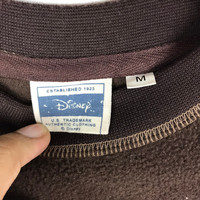 ESTABLISHED 1923
Disney
U.S. TRADEMARK
AUTHENTIC CLOTHING
M